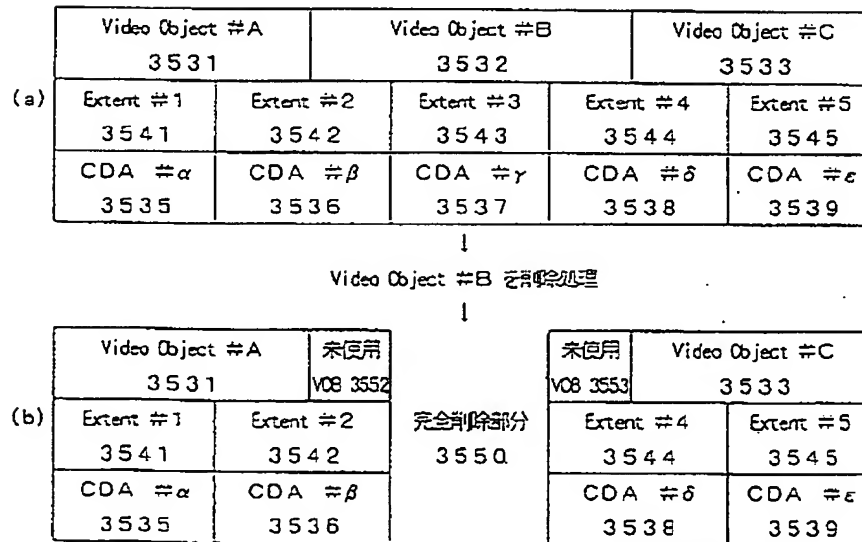 Video Object #A Video Object #B Video Object #C
3531 3532 3533
(a) Extent #1 Extent #2 Extent #3 Extent #4 Extent #5
3541 3542 3543 3544 3545
CDA #α CDA #β CDA #γ CDA #δ CDA #ε
3535 3536 3537 3538 3539
↓
Video Object #B を削除処理
↓
Video Object #A 未使用 未使用 Video Object #C
3531 VOB 3552 VOB 3553 3533
(b) Extent #1 Extent #2 完全削除部分 Extent #4 Extent #5
3541 3542 3550 3544 3545
CDA #α CDA #β CDA #δ CDA #ε
3535 3536 3538 3539